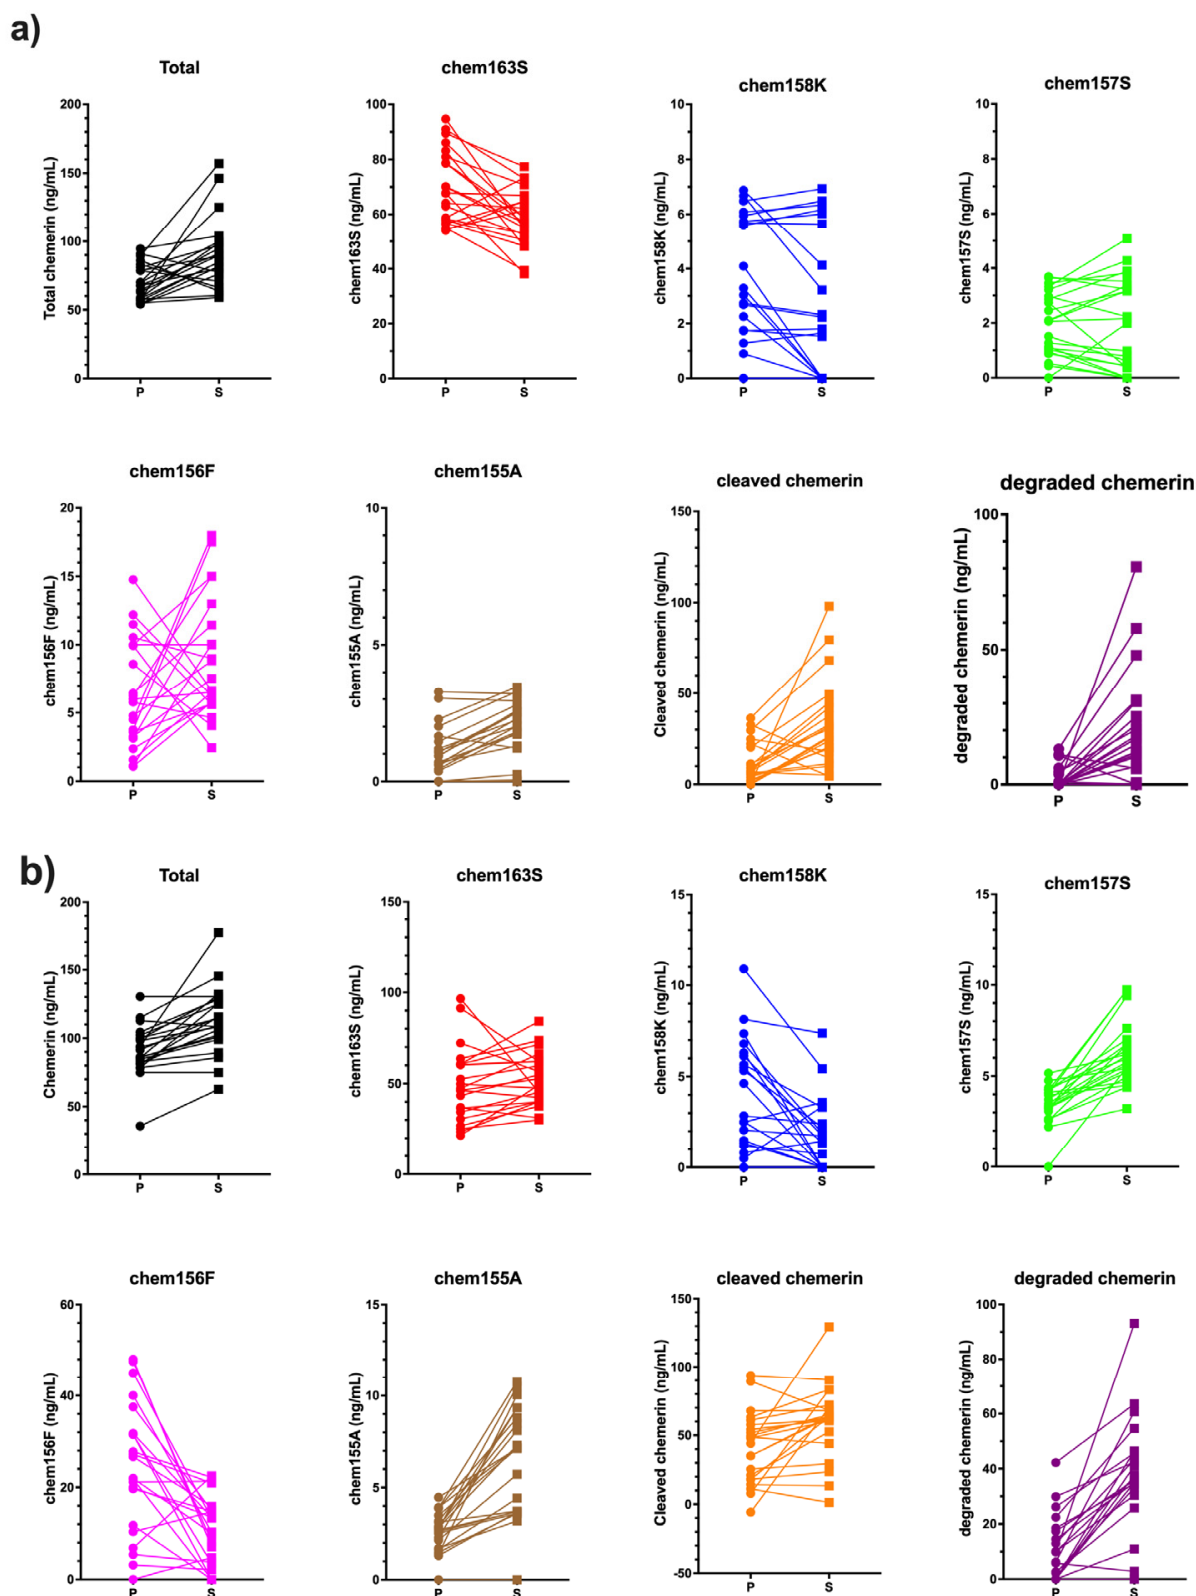 a)
Total
Total chemerin (ng/mL)
200
150
100
50
0
P S
chem163S
chem163S (ng/mL)
100
80
60
40
20
0
P S
chem158K
chem158K (ng/mL)
10
8
6
4
2
0
P S
chem157S
chem157S (ng/mL)
10
8
6
4
2
0
P S
chem156F
chem156F (ng/mL)
20
15
10
5
0
P S
chem155A
chem155A (ng/mL)
10
5
0
P S
cleaved chemerin
Cleaved chemerin (ng/mL)
150
100
50
0
P S
degraded chemerin
degraded chemerin (ng/mL)
100
50
0
P S
b)
Total
Chemerin (ng/mL)
200
150
100
50
0
P S
chem163S
chem163S (ng/mL)
150
100
50
0
P S
chem158K
chem158K (ng/mL)
15
10
5
0
P S
chem157S
chem157S (ng/mL)
15
10
5
0
P S
chem156F
chem156F (ng/mL)
60
40
20
0
P S
chem155A
chem155A (ng/mL)
15
10
5
0
P S
cleaved chemerin
Cleaved chemerin (ng/mL)
150
100
50
0
-50
P S
degraded chemerin
degraded chemerin (ng/mL)
100
80
60
40
20
0
P S